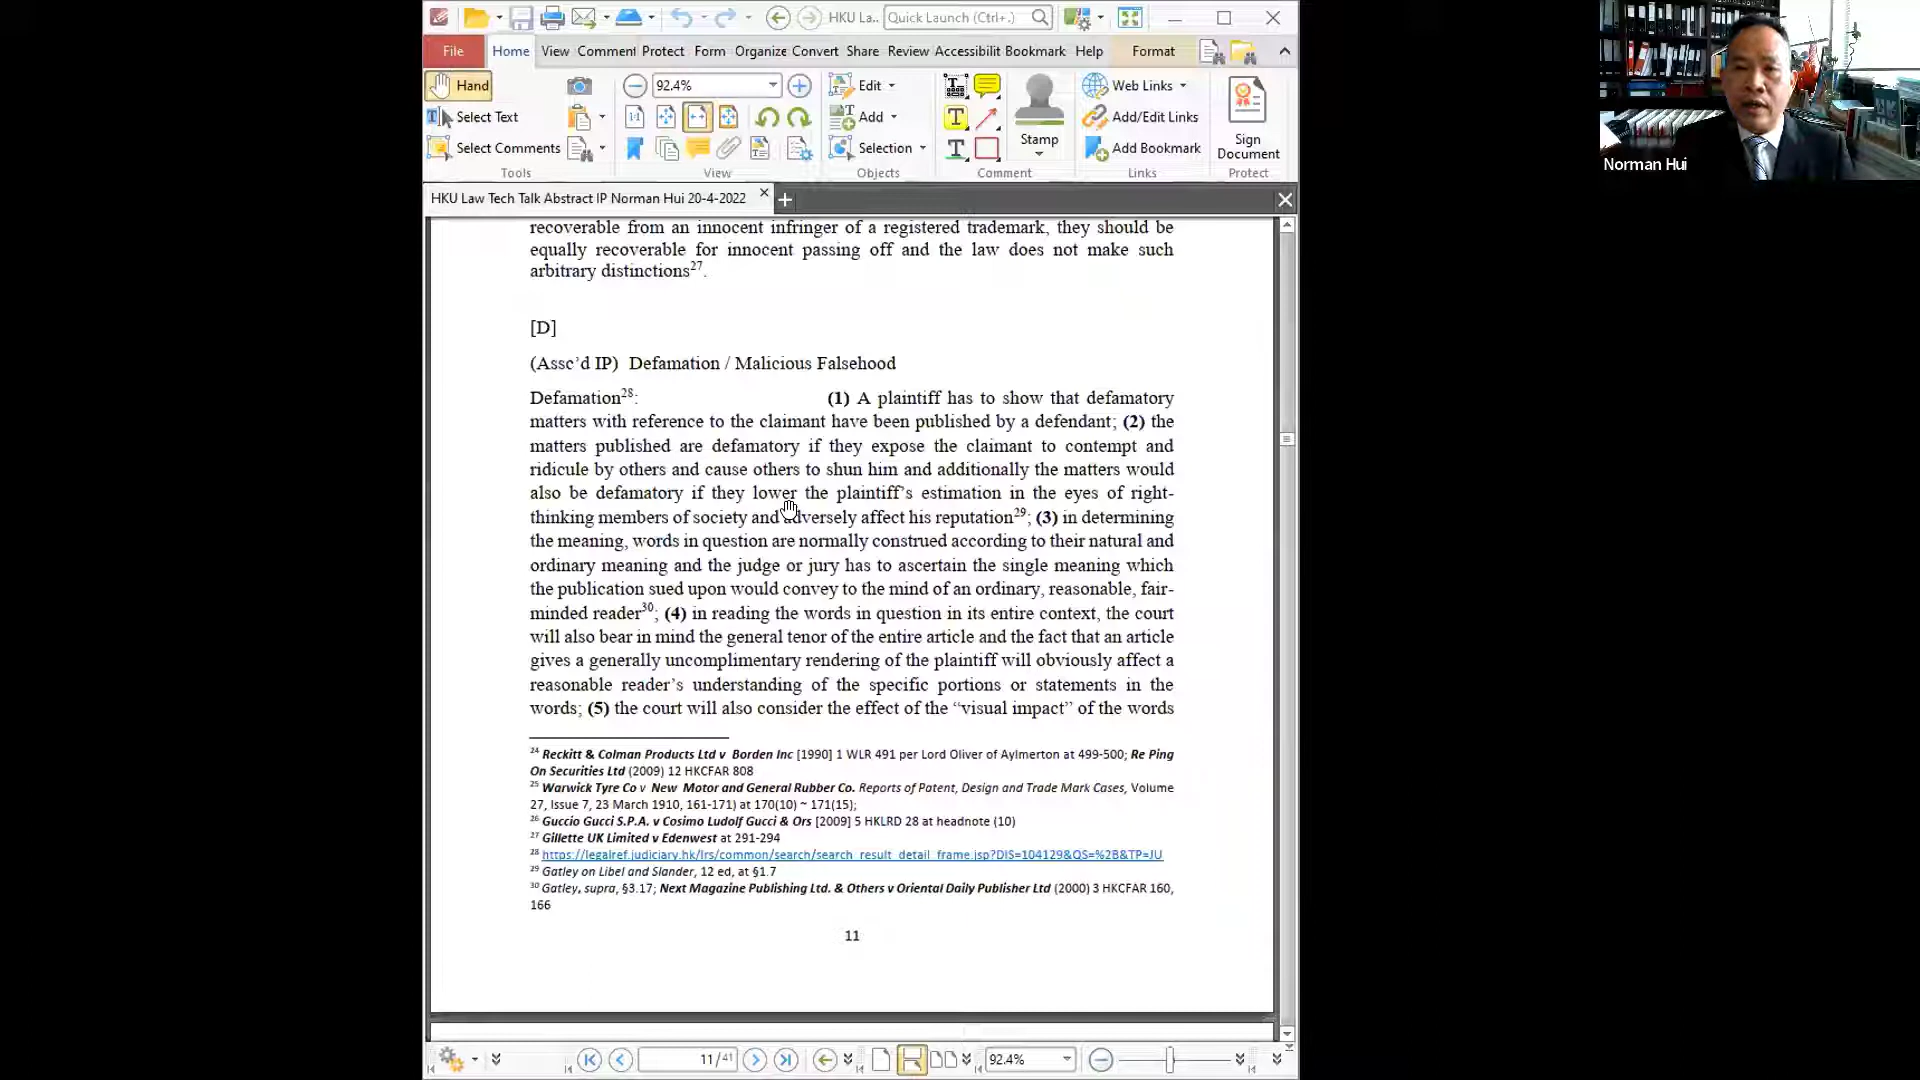 HKU La..
Quick Launch (Ctrl+.)
File Home View Comment Protect Form Organize Convert Share Review Accessibilit Bookmark Help Format
Hand
Select Text
Select Comments
Tools
92.4%
View
Edit
Add
Selection
Objects
Stamp
Comment
Web Links
Add/Edit Links
Add Bookmark
Links
Sign
Document
Protect
Norman Hui
HKU Law Tech Talk Abstract IP Norman Hui 20-4-2022
recoverable from an innocent infringer of a registered trademark, they should be
equally recoverable for innocent passing off and the law does not make such
arbitrary distinctions27.
[D]
(Assc’d IP) Defamation / Malicious Falsehood
Defamation28: (1) A plaintiff has to show that defamatory
matters with reference to the claimant have been published by a defendant; (2) the
matters published are defamatory if they expose the claimant to contempt and
ridicule by others and cause others to shun him and additionally the matters would
also be defamatory if they lower the plaintiff’s estimation in the eyes of right-
thinking members of society and adversely affect his reputation29; (3) in determining
the meaning, words in question are normally construed according to their natural and
ordinary meaning and the judge or jury has to ascertain the single meaning which
the publication sued upon would convey to the mind of an ordinary, reasonable, fair-
minded reader30; (4) in reading the words in question in its entire context, the court
will also bear in mind the general tenor of the entire article and the fact that an article
gives a generally uncomplimentary rendering of the plaintiff will obviously affect a
reasonable reader’s understanding of the specific portions or statements in the
words; (5) the court will also consider the effect of the “visual impact” of the words
24 Reckitt & Colman Products Ltd v Borden Inc [1990] 1 WLR 491 per Lord Oliver of Aylmerton at 499-500; Re Ping
On Securities Ltd (2009) 12 HKCFAR 808
25 Warwick Tyre Co v New Motor and General Rubber Co. Reports of Patent, Design and Trade Mark Cases, Volume
27, Issue 7, 23 March 1910, 161-171) at 170(10) ~ 171(15);
26 Guccio Gucci S.P.A. v Cosimo Ludolf Gucci & Ors [2009] 5 HKLRD 28 at headnote (10)
27 Gillette UK Limited v Edenwest at 291-294
28 https://legalref.judiciary.hk/lrs/common/search/search_result_detail_frame.jsp?DIS=104129&QS=%2B&TP=JU
29 Gatley on Libel and Slander, 12 ed, at §1.7
30 Gatley, supra, §3.17; Next Magazine Publishing Ltd. & Others v Oriental Daily Publisher Ltd (2000) 3 HKCFAR 160,
166
11
11 / 41
92.4%